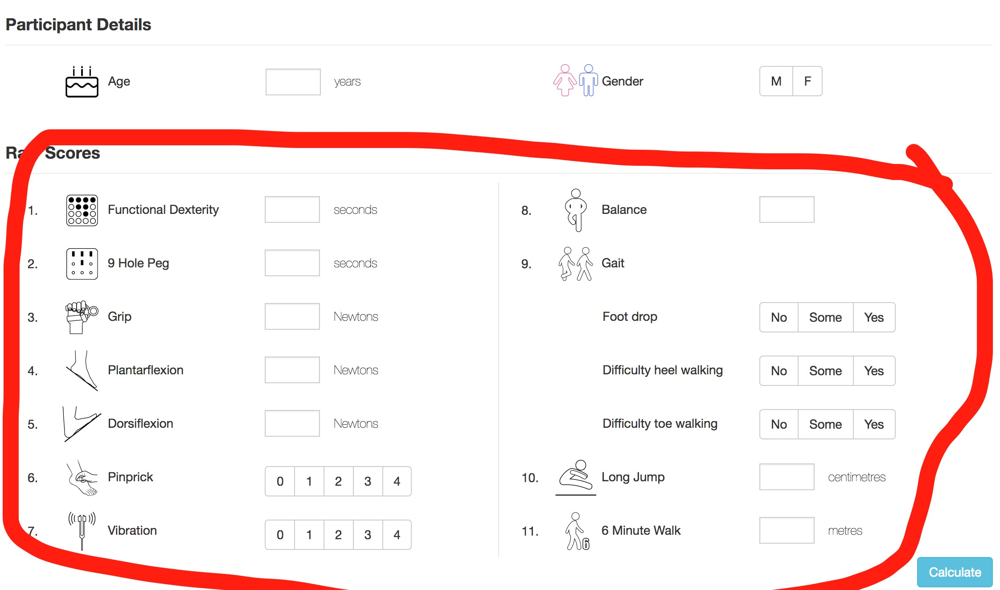 Participant Details
Age years
Gender M F
Scores
1. Functional Dexterity seconds
2. 9 Hole Peg seconds
3. Grip Newtons
4. Plantarflexion Newtons
5. Dorsiflexion Newtons
6. Pinprick 0 1 2 3 4
7. Vibration 0 1 2 3 4
8. Balance
9. Gait
Foot drop No Some Yes
Difficulty heel walking No Some Yes
Difficulty toe walking No Some Yes
10. Long Jump centimetres
11. 6 Minute Walk 6 metres
Calculate